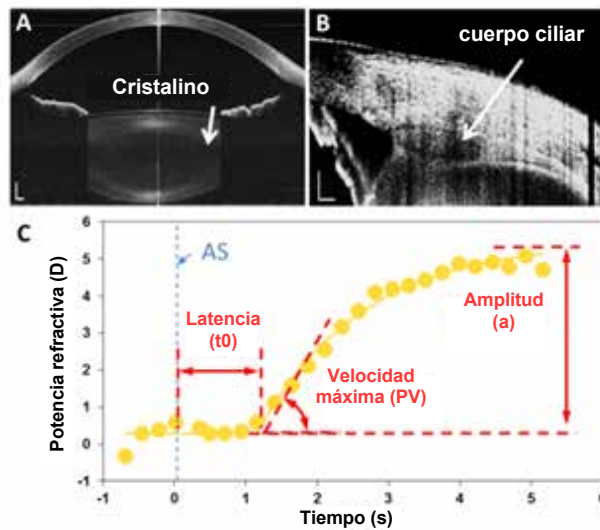 A
Cristalino
B
cuerpo ciliar
C
Potencia refractiva (D)
6
5
4
3
2
1
0
-1
AS
Latencia
(t0)
Amplitud
(a)
Velocidad
máxima (PV)
-1
0
1
2
3
4
5
6
Tiempo (s)